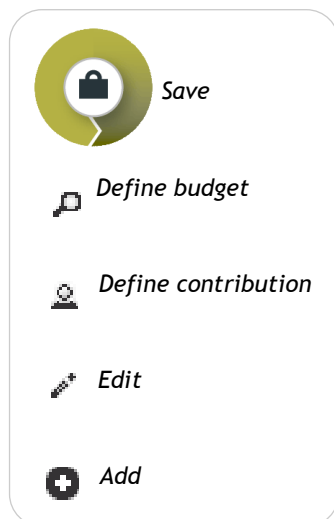 Save
Define budget
Define contribution
Edit
Add